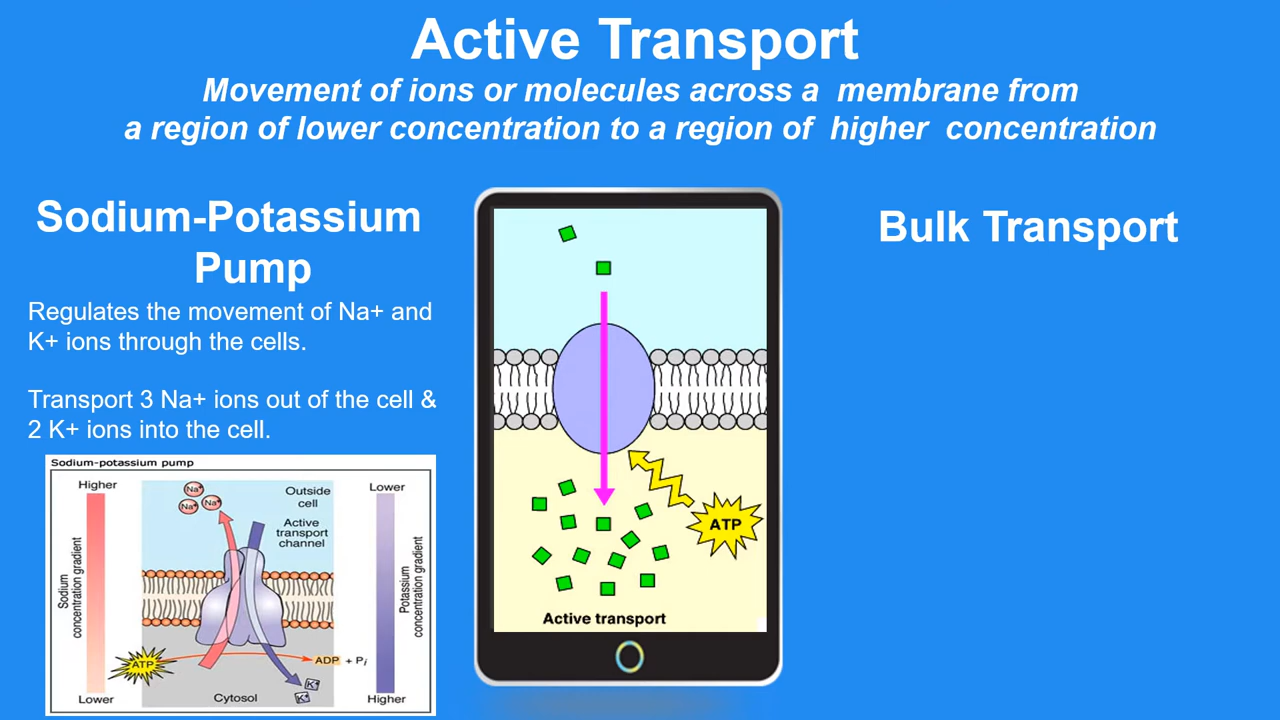 Active Transport
Movement of ions or molecules across a membrane from
a region of lower concentration to a region of higher concentration
Sodium-Potassium
Pump
Regulates the movement of Na+ and
K+ ions through the cells.
Transport 3 Na+ ions out of the cell &
2 K+ ions into the cell.
Sodium-potassium pump
Higher
Sodium
concentration gradient
Lower
Na⁺
Na⁺
Na⁺
Outside
cell
Active
transport
channel
ATP
ADP + Pi
K⁺
K⁺
Cytosol
Lower
Potassium
concentration gradient
Higher
ATP
Active transport
Bulk Transport